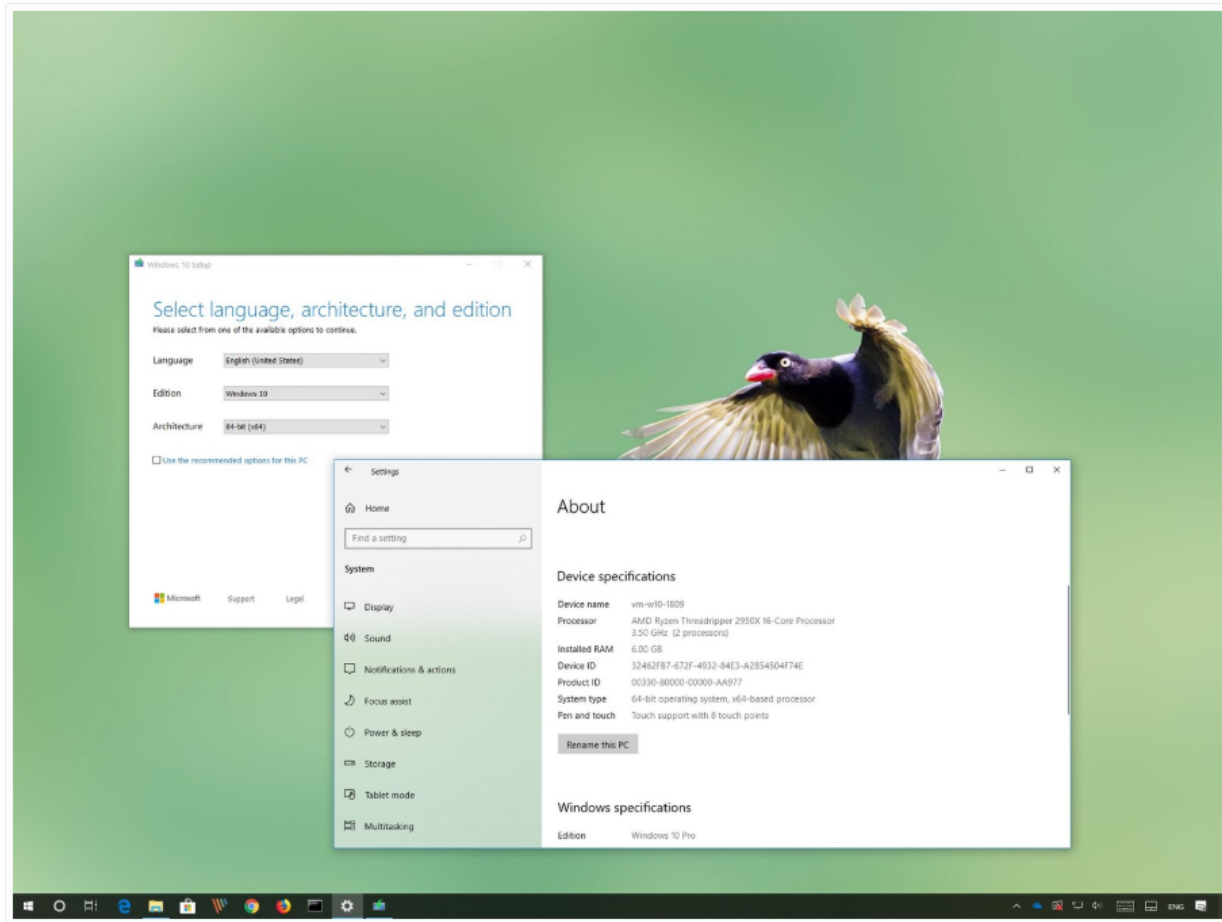 Windows 10 Setup
Select language, architecture, and edition
Please select from one of the available options to continue.
Language
English (United States)
Edition
Windows 10
Architecture
64-bit (x64)
Use the recommended options for this PC
Microsoft
Support
Legal
Settings
Home
Find a setting
System
Display
Sound
Notifications & actions
Focus assist
Power & sleep
Storage
Tablet mode
Multitasking
About
Device specifications
Device name vm-w10-1809
Processor AMD Ryzen Threadripper 2950X 16-Core Processor
3.50 GHz (2 processors)
Installed RAM 6.00 GB
Device ID 32462FB7-672F-4932-84E3-A2B54504F74E
Product ID 00330-80000-00000-AA977
System type 64-bit operating system, x64-based processor
Pen and touch Touch support with 8 touch points
Rename this PC
Windows specifications
Edition Windows 10 Pro
ENG